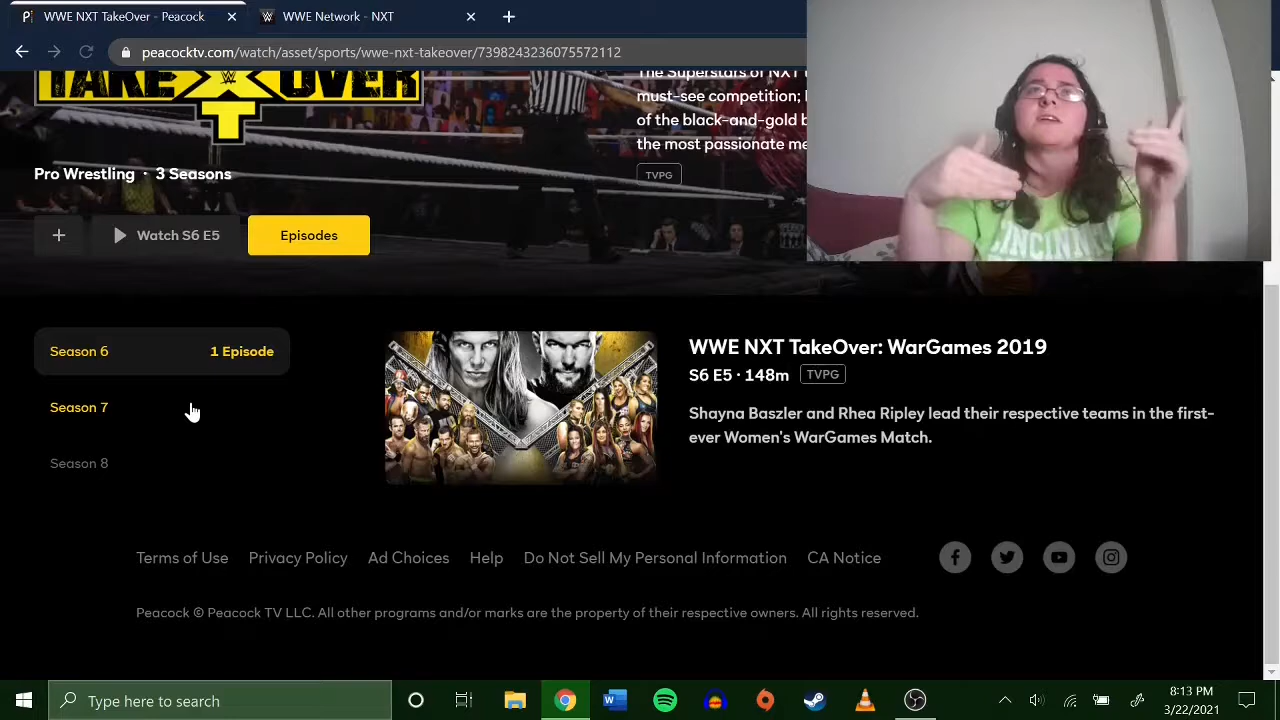 WWE NXT TakeOver - Peacock
WWE Network - NXT
peacocktv.com/watch/asset/sports/wwe-nxt-takeover/7398243236075572112
TAKEOVER
T
The Superstars of NXT
must-see competition;
of the black-and-gold
the most passionate
TVPG
Pro Wrestling · 3 Seasons
+
Watch S6 E5
Episodes
CINCINN
Season 6
1 Episode
Season 7
Season 8
WWE NXT TakeOver: WarGames 2019
S6 E5 · 148m TVPG
Shayna Baszler and Rhea Ripley lead their respective teams in the first-
ever Women's WarGames Match.
Terms of Use
Privacy Policy
Ad Choices
Help
Do Not Sell My Personal Information
CA Notice
Peacock © Peacock TV LLC. All other programs and/or marks are the property of their respective owners. All rights reserved.
Type here to search
8:13 PM
3/22/2021